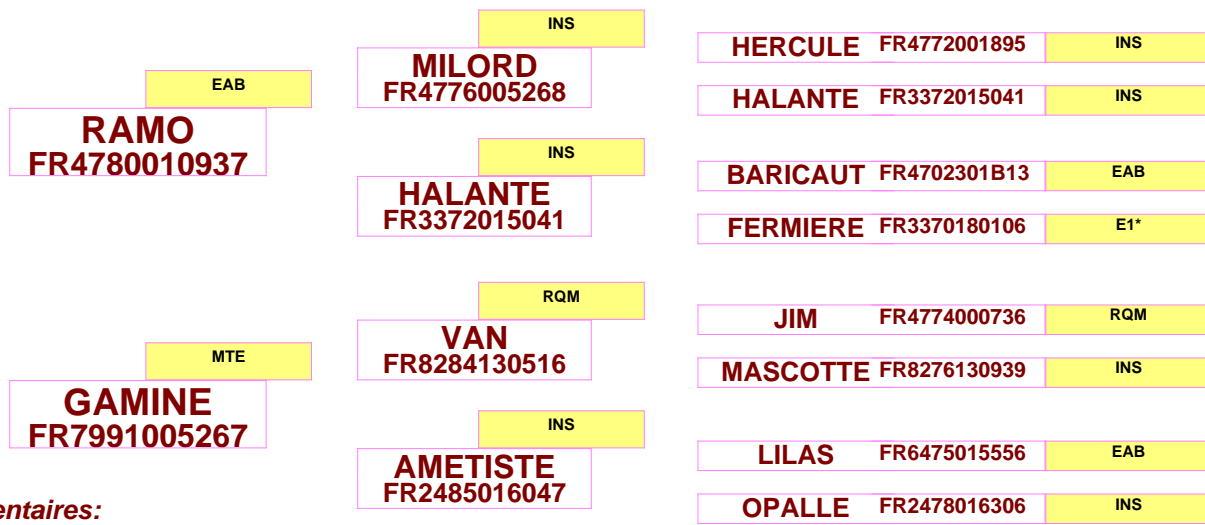 EAB
RAMO
FR4780010937
MTE
GAMINE
FR7991005267
INS
MILORD
FR4776005268
INS
HALANTE
FR3372015041
RQM
VAN
FR8284130516
INS
AMETISTE
FR2485016047
HERCULE FR4772001895 INS
HALANTE FR3372015041 INS
BARICAUT FR4702301B13 EAB
FERMIERE FR3370180106 E1*
JIM FR4774000736 RQM
MASCOTTE FR8276130939 INS
LILAS FR6475015556 EAB
OPALLE FR2478016306 INS
entaires: